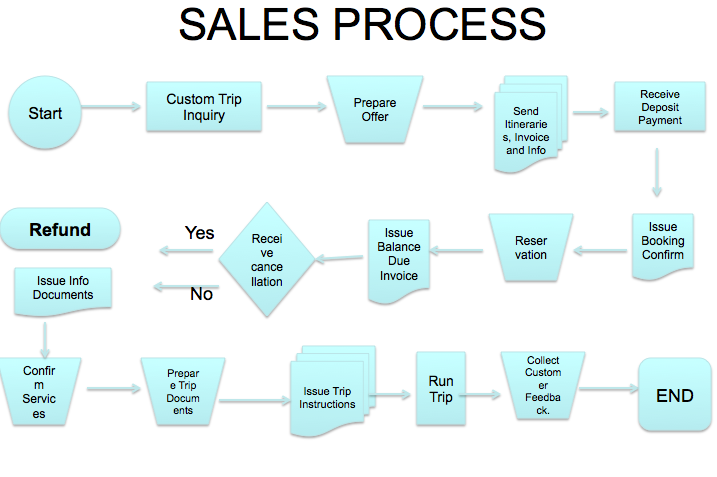 SALES PROCESS
Start
Custom Trip
Inquiry
Prepare
Offer
Send
Itinerarie
s, Invoice
and Info
Receive
Deposit
Payment
Refund
Yes
No
Recei
ve
cance
llation
Issue
Balance
Due
Invoice
Reser
vation
Issue
Booking
Confirm
Issue Info
Documents
Confir
m
Servic
es
Prepar
e Trip
Docum
ents
Issue Trip
Instructions
Run
Trip
Collect
Custom
er
Feedba
ck.
END